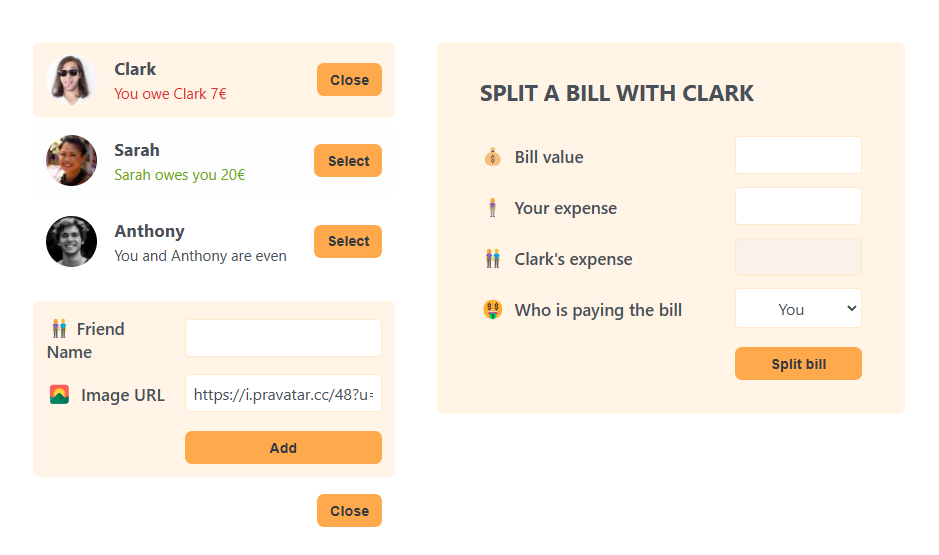 Clark
You owe Clark 7€
Close
Sarah
Sarah owes you 20€
Select
Anthony
You and Anthony are even
Select
Friend
Name
Image URL
https://i.pravatar.cc/48?u=
Add
Close
SPLIT A BILL WITH CLARK
Bill value
Your expense
Clark's expense
Who is paying the bill
You
Split bill